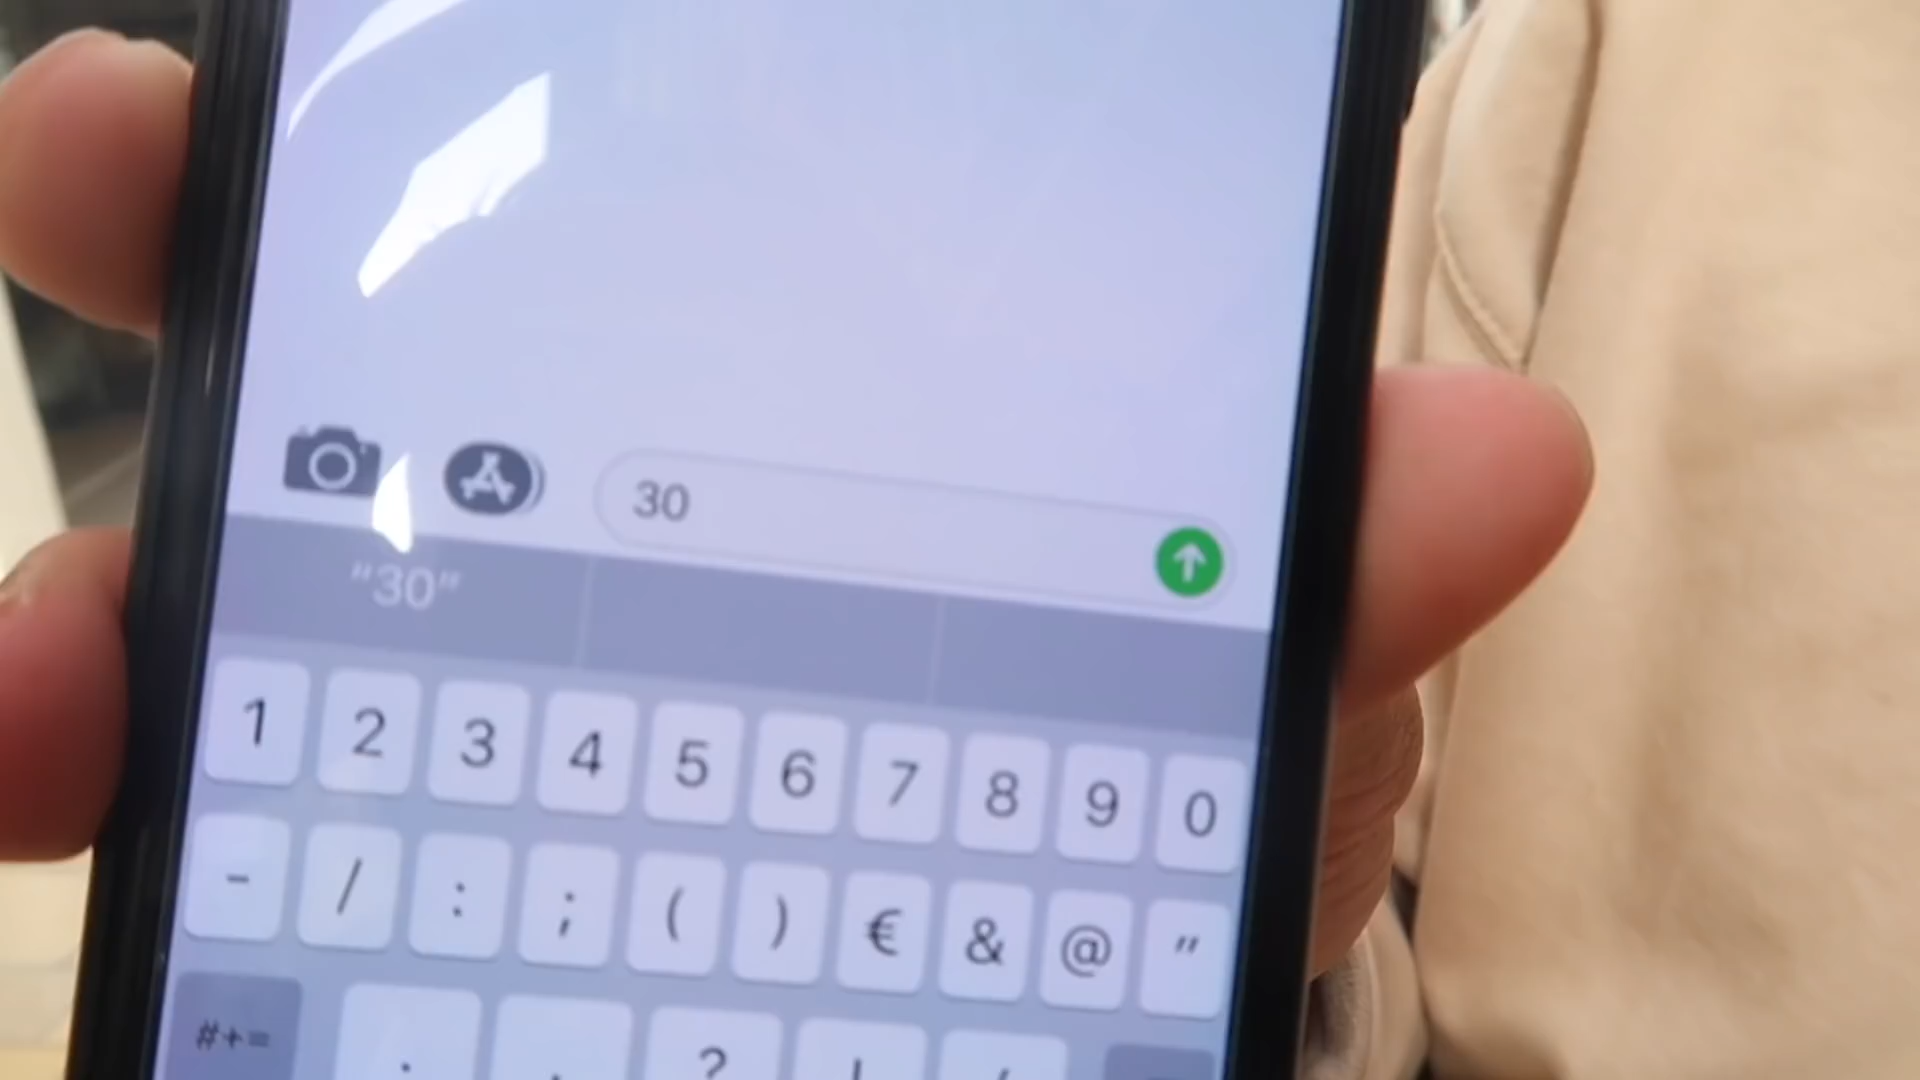 30
“30”
1 2 3 4 5 6 7 8 9 0
- / : ; ( ) € & @ "
#+= . , ? ! ‘